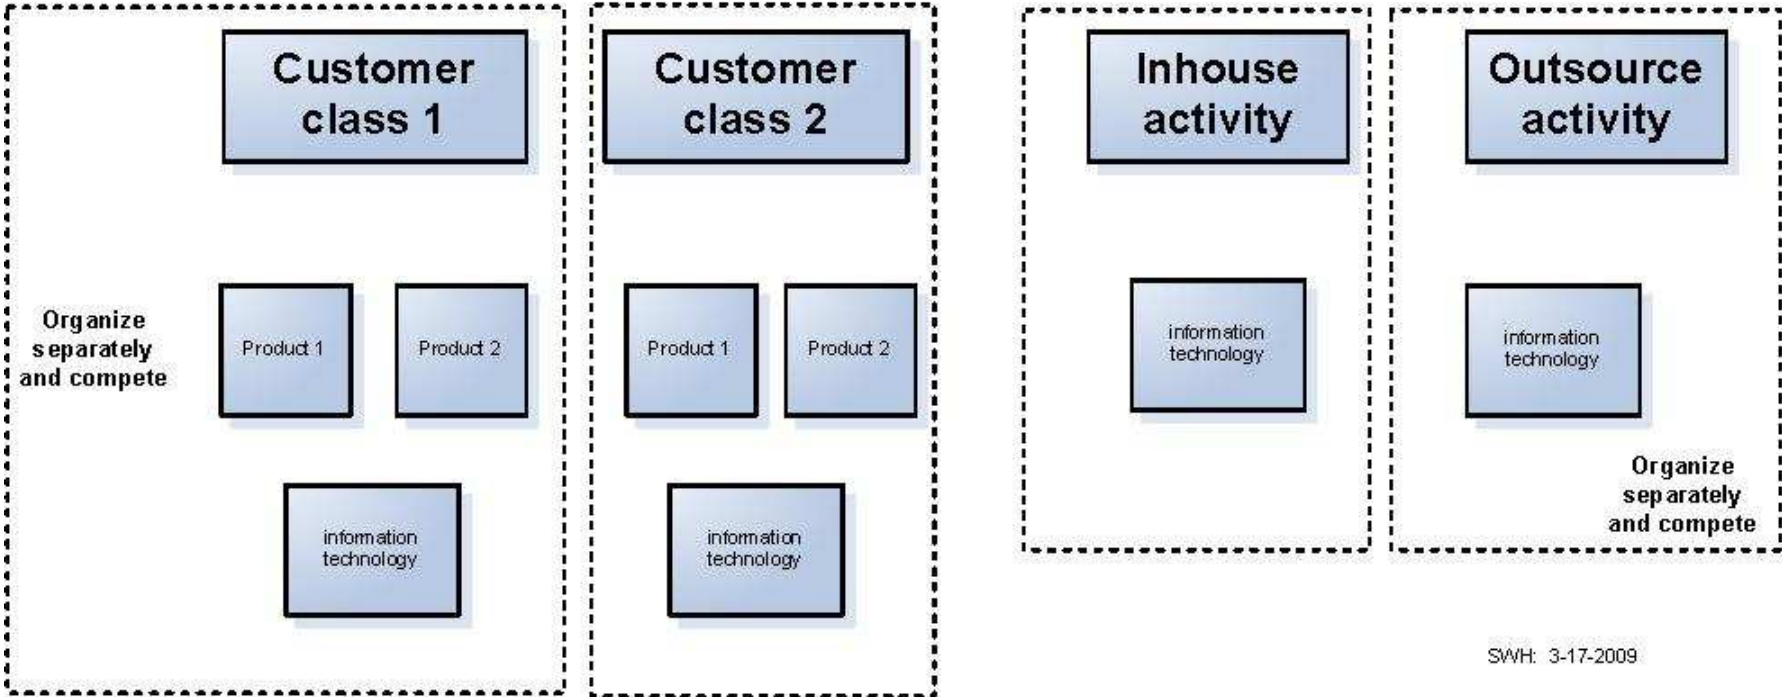 Customer
class 1
Customer
class 2
Inhouse
activity
Outsource
activity
Organize
separately
and compete
Product 1
Product 2
Product 1
Product 2
information
technology
information
technology
information
technology
information
technology
Organize
separately
and compete
SWH: 3-17-2009